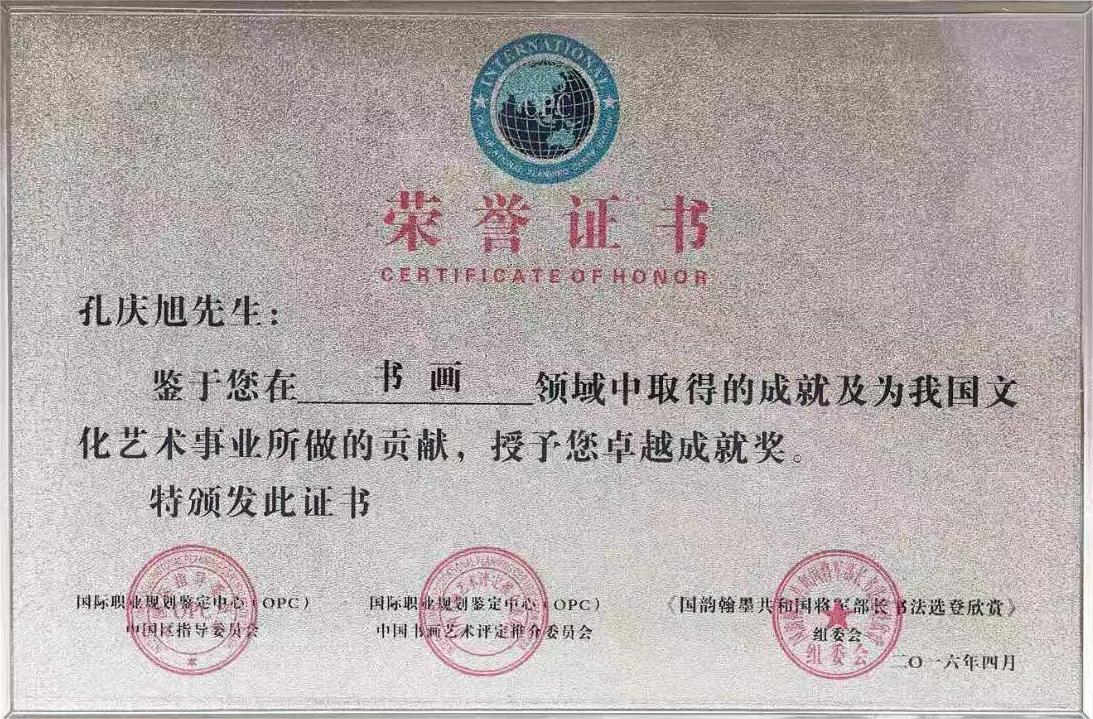 INTERNATIONAL
OPC
荣誉证书
CERTIFICATE OF HONOR
孔庆旭先生：
鉴于您在 书画 领域中取得的成就及为我国文
化艺术事业所做的贡献，授予您卓越成就奖。
特颁发此证书
国际职业规划鉴定中心（OPC）
中国区指导委员会
国际职业规划鉴定中心（OPC）
中国书画艺术评定推介委员会
《国韵翰墨共和国将军部长书法选登欣赏》
组委会
组委会
二〇一六年四月